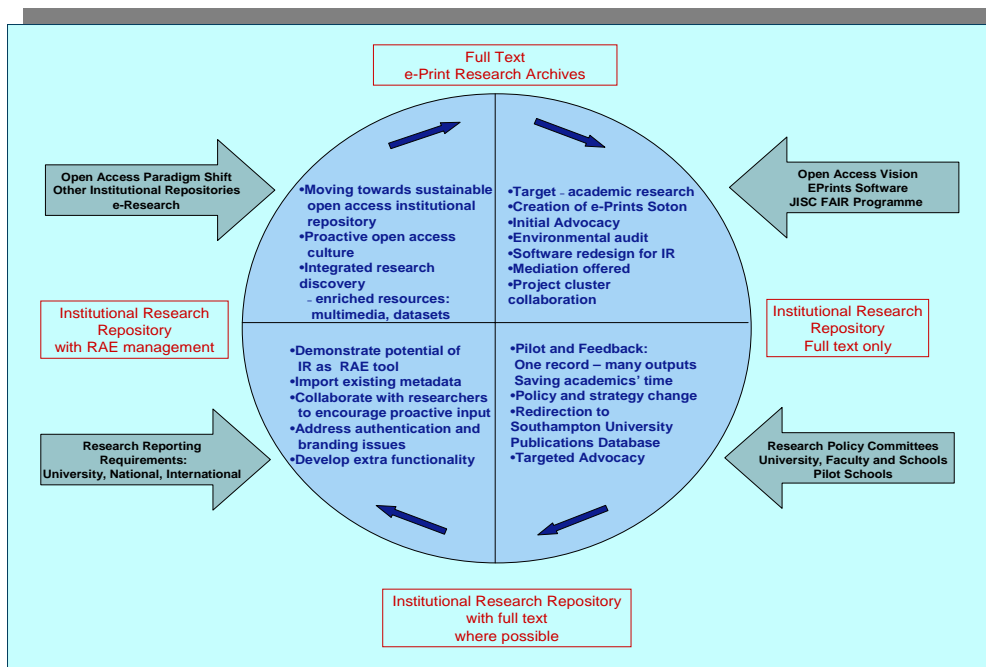 Full Text
e-Print Research Archives
Open Access Paradigm Shift
Other Institutional Repositories
e-Research
•Moving towards sustainable
open access institutional
repository
•Proactive open access
culture
•Integrated research
discovery
- enriched resources:
multimedia, datasets
•Target - academic research
•Creation of e-Prints Soton
•Initial Advocacy
•Environmental audit
•Software redesign for IR
•Mediation offered
•Project cluster
collaboration
Open Access Vision
EPrints Software
JISC FAIR Programme
Institutional Research
Repository
with RAE management
Institutional Research
Repository
Full text only
•Demonstrate potential of
IR as RAE tool
•Import existing metadata
•Collaborate with researchers
to encourage proactive input
•Address authentication and
branding issues
•Develop extra functionality
•Pilot and Feedback:
One record – many outputs
Saving academics’ time
•Policy and strategy change
•Redirection to
Southampton University
Publications Database
•Targeted Advocacy
Research Reporting
Requirements:
University, National, International
Research Policy Committees
University, Faculty and Schools
Pilot Schools
Institutional Research Repository
with full text
where possible